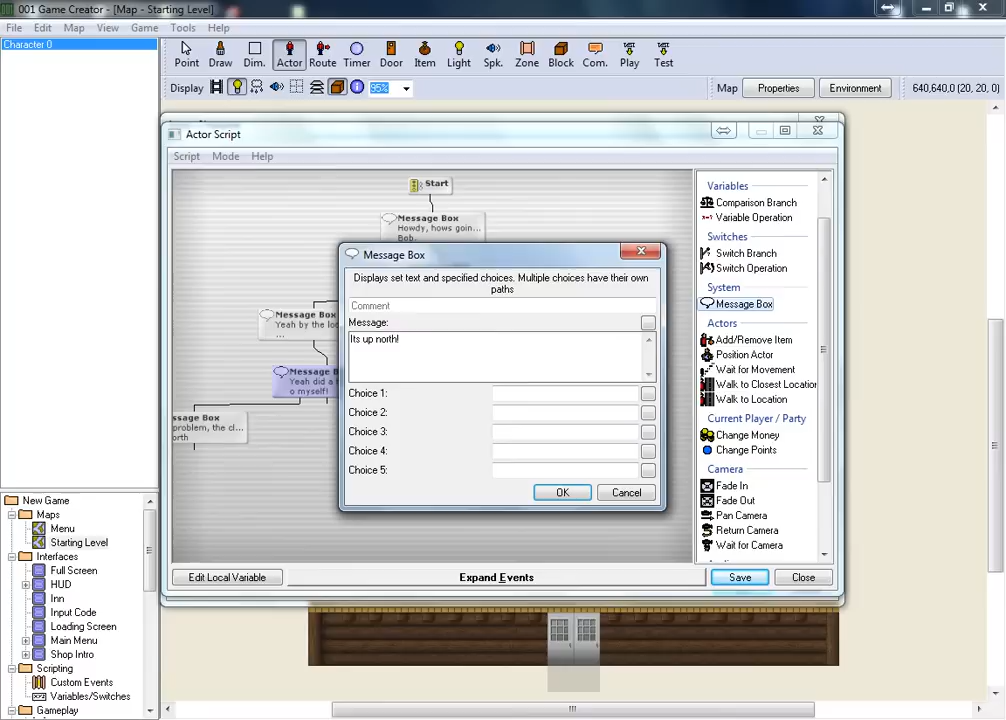 001 Game Creator - [Map - Starting Level]
File Edit Map View Game Tools Help
Character 0
Point Draw Dim. Actor Route Timer Door Item Light Spk. Zone Block Com. Play Test
Display 95% Map Properties Environment 640,640,0 (20, 20, 0)
Actor Script
Script Mode Help
Start
Message Box
Howdy, hows goin...
Bob.
Message Box
Yeah by the lo
...
Message B
Yeah did a f
o myself!
ssage Box
problem, the cl...
orth
Message Box
Displays set text and specified choices. Multiple choices have their own
paths
Comment
Message:
Its up north!
Choice 1:
Choice 2:
Choice 3:
Choice 4:
Choice 5:
OK Cancel
Variables
Comparison Branch
Variable Operation
Switches
Switch Branch
Switch Operation
System
Message Box
Actors
Add/Remove Item
Position Actor
Wait for Movement
Walk to Closest Location
Walk to Location
Current Player / Party
Change Money
Change Points
Camera
Fade In
Fade Out
Pan Camera
Return Camera
Wait for Camera
Edit Local Variable Expand Events Save Close
New Game
Maps
Menu
Starting Level
Interfaces
Full Screen
HUD
Inn
Input Code
Loading Screen
Main Menu
Shop Intro
Scripting
Custom Events
Variables/Switches
Gameplay